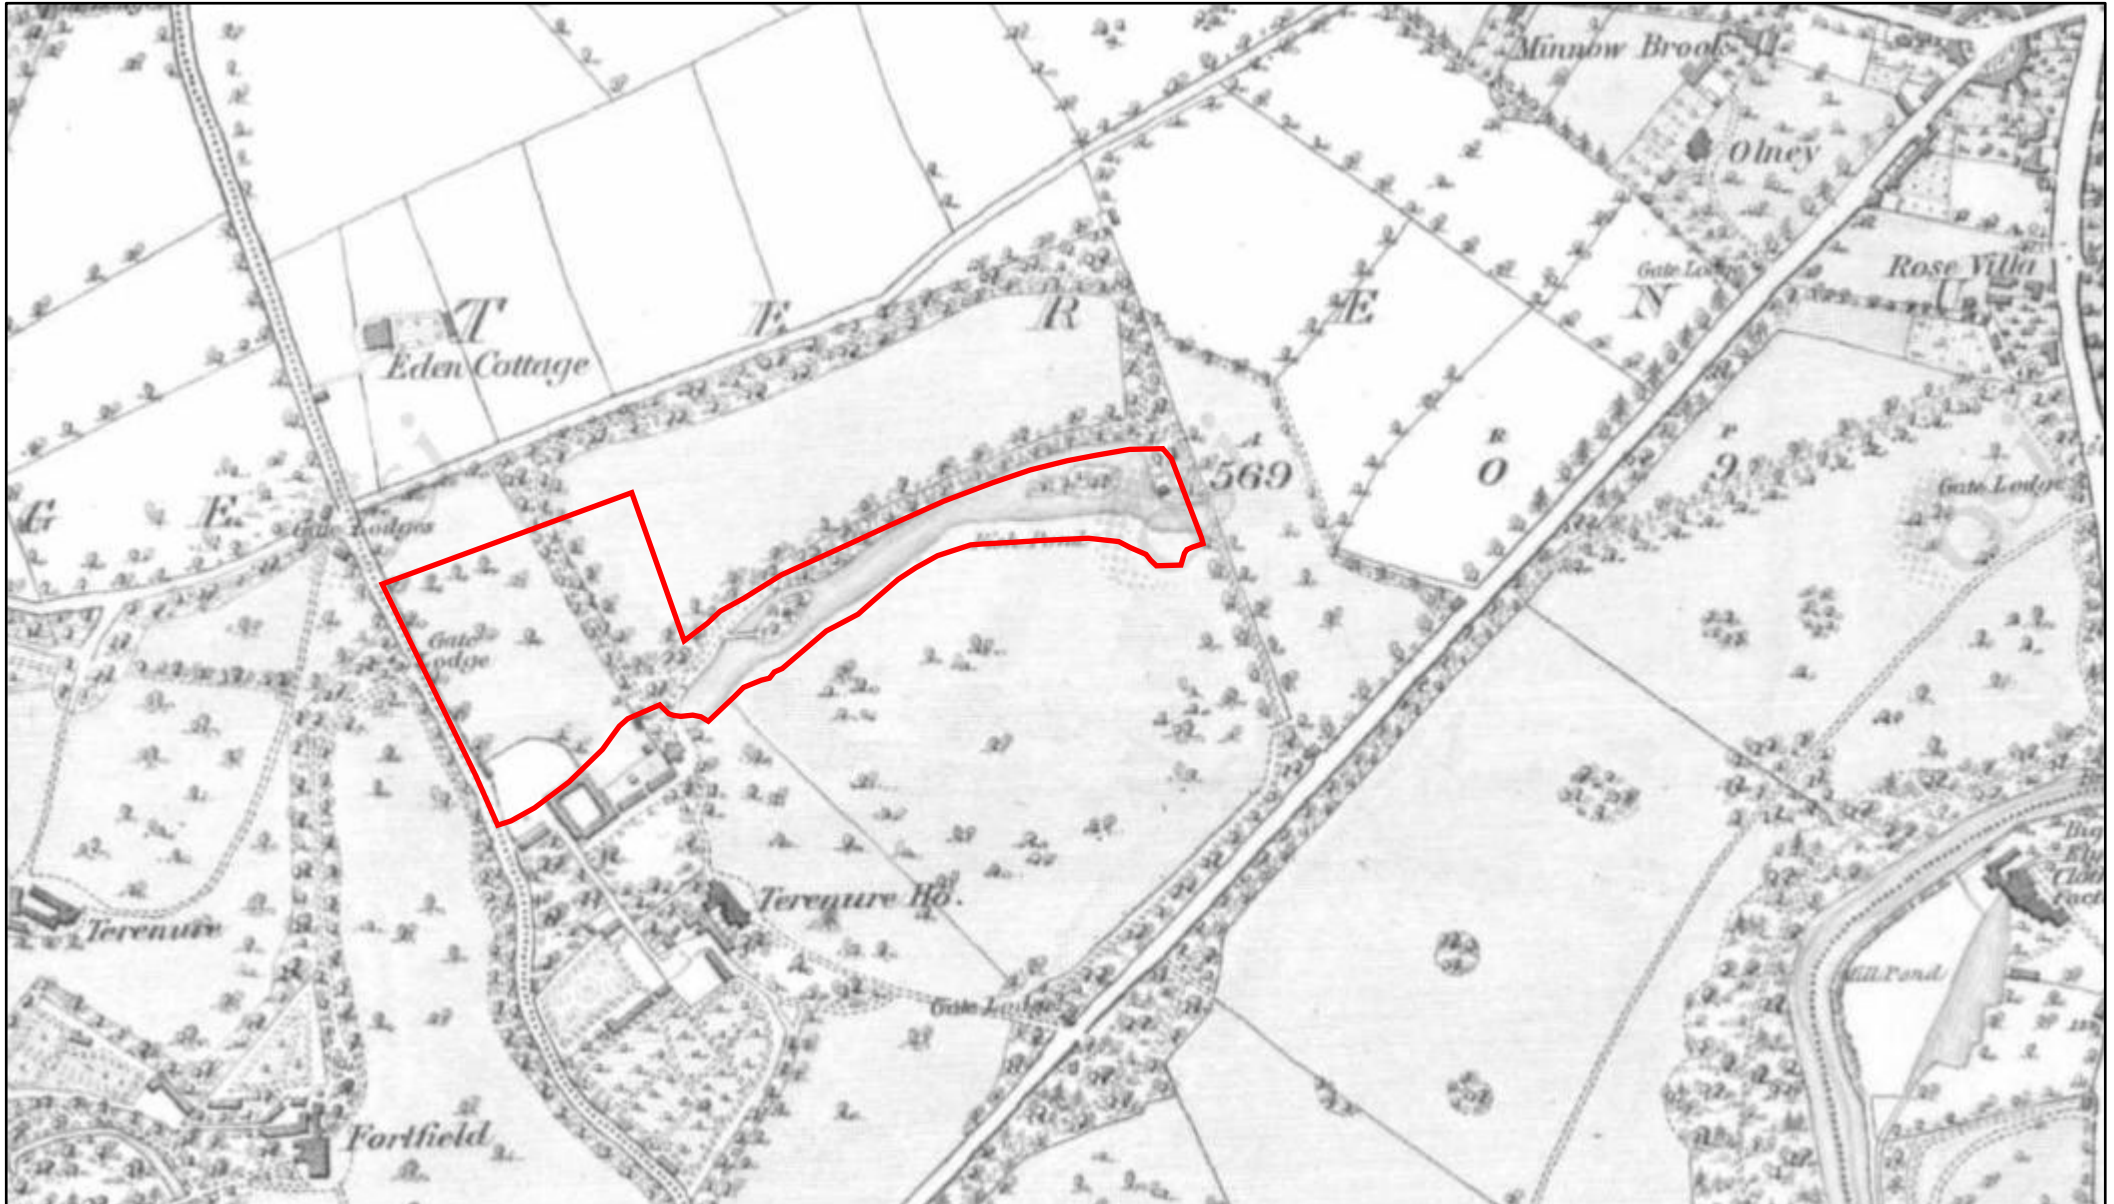 Minnow Brook
Olney
Gate Lodge
Rose Villa
T E R E N
Eden Cottage
A R P
569 0 9
Gate Lodge
G E
Gate Lodges
Gate
Lodge
Terenure Ho.
Terenure
Mill Pond
Gate Lodge
Fortfield